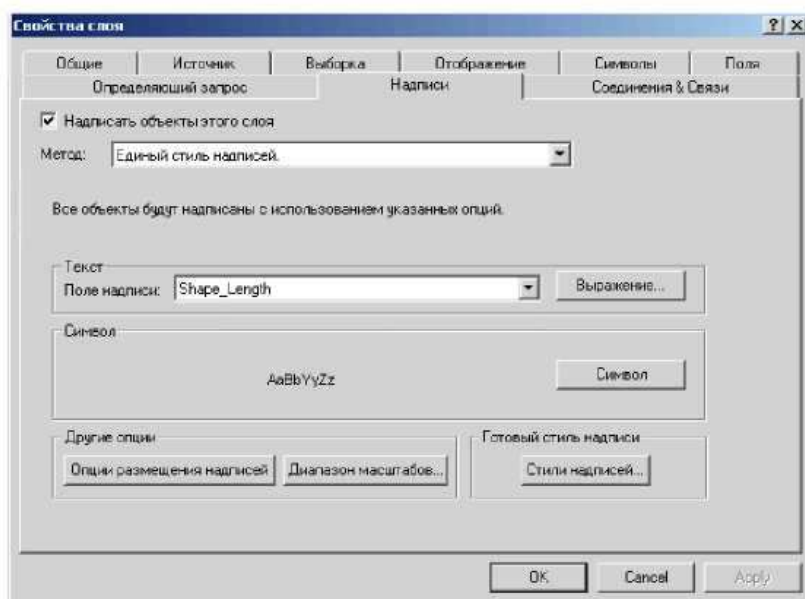 Свойства слоя
Общие Источник Выборка Отображение Символы Поля
Определяющий запрос Надписи Соединения & Связи
Надписать объекты этого слоя
Метод: Единый стиль надписей.
Все объекты будут надписаны с использованием указанных опций.
Текст
Поле надписи: Shape_Length Выражение...
Символ
AaBbYyZz Символ
Другие опции Готовый стиль надписи
Опции размещения надписей Диапазон масштабов... Стили надписей...
OK Cancel Apply